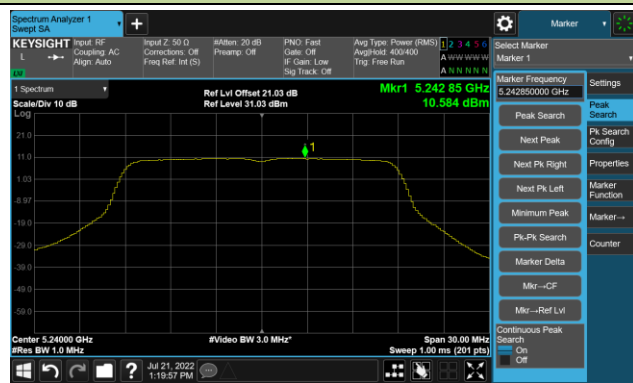 Spectrum Analyzer 1
Swept SA
Marker
KEYSIGHT
L
LXI
Input: RF
Coupling: AC
Align: Auto
Input Z: 50 Ω
Corrections: Off
Freq Ref: Int (S)
#Atten: 20 dB
Preamp: Off
PNO: Fast
Gate: Off
IF Gain: Low
Sig Track: Off
Avg Type: Power (RMS)
Avg|Hold: 400/400
Trig: Free Run
1 2 3 4 5 6
A W W W W W
A N N N N N
Select Marker
Marker 1
1 Spectrum
Scale/Div 10 dB
Log
Ref Lvl Offset 21.03 dB
Ref Level 31.03 dBm
Mkr1 5.242 85 GHz
10.584 dBm
21.0
11.0
1.03
-8.97
-19.0
-29.0
-39.0
-49.0
-59.0
1
Center 5.24000 GHz
#Res BW 1.0 MHz
#Video BW 3.0 MHz*
Span 30.00 MHz
Sweep 1.00 ms (201 pts)
Marker Frequency
5.242850000 GHz
Peak Search
Next Peak
Next Pk Right
Next Pk Left
Minimum Peak
Pk-Pk Search
Marker Delta
Mkr→CF
Mkr→Ref Lvl
Continuous Peak
Search
On
Off
Settings
Peak
Search
Pk Search
Config
Properties
Marker
Function
Marker→
Counter
?
Jul 21, 2022
1:19:57 PM